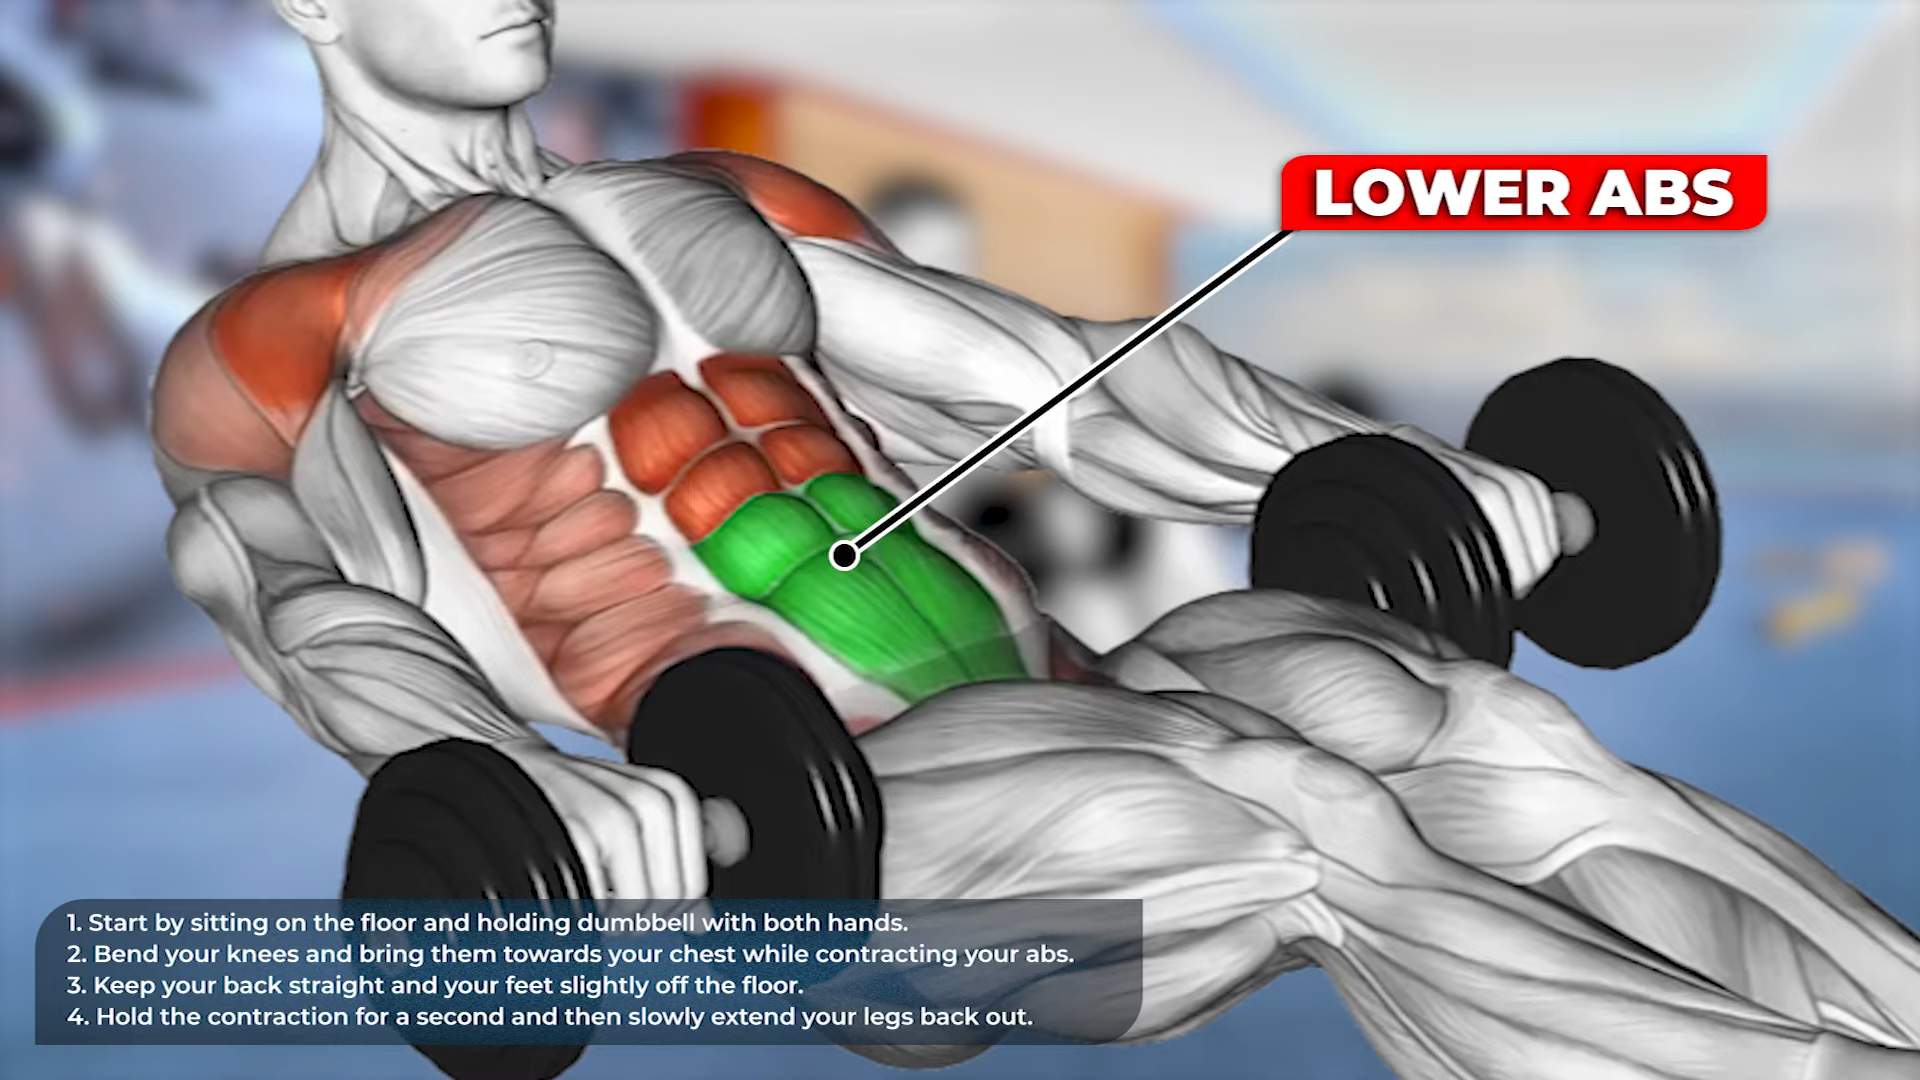 LOWER ABS
1. Start by sitting on the floor and holding dumbbell with both hands.
2. Bend your knees and bring them towards your chest while contracting your abs.
3. Keep your back straight and your feet slightly off the floor.
4. Hold the contraction for a second and then slowly extend your legs back out.